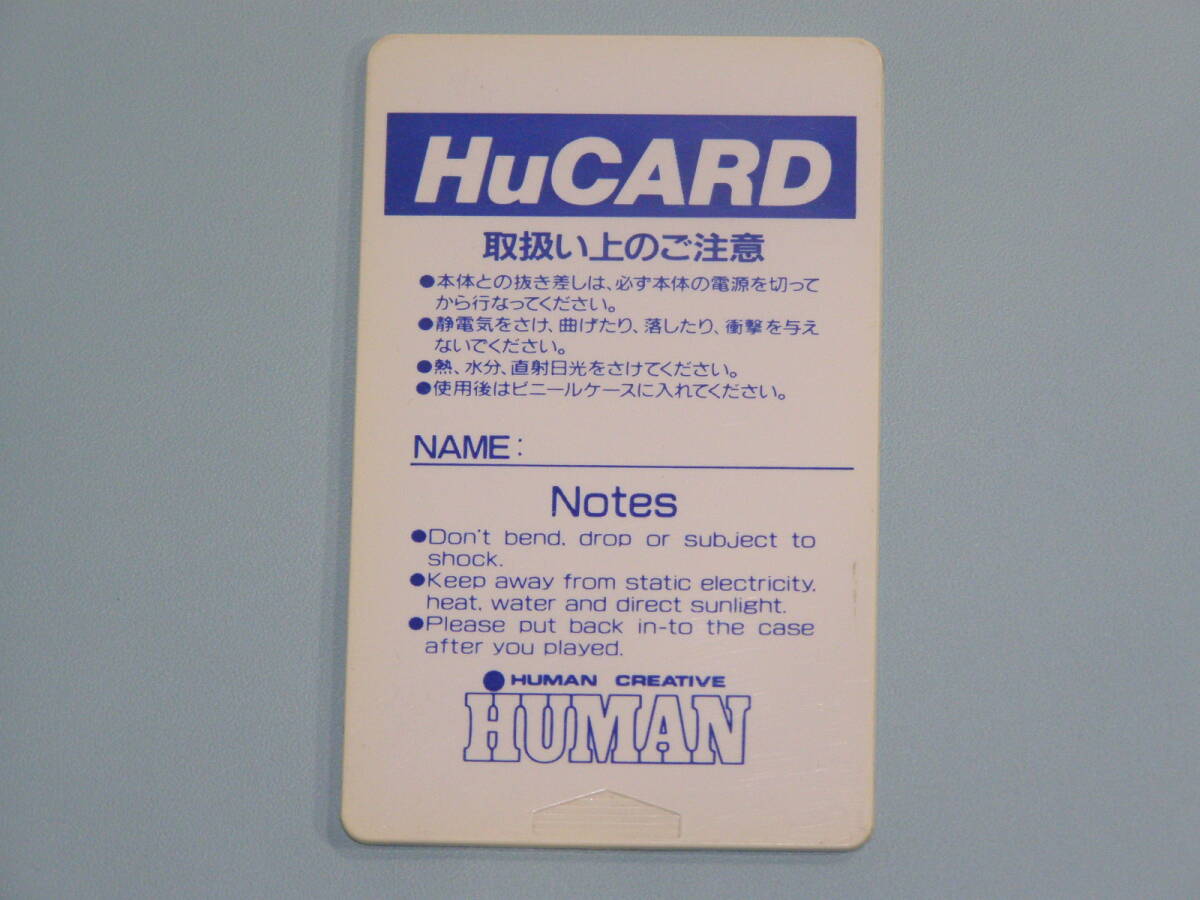 HuCARD
取扱い上のご注意
●本体との抜き差しは、必ず本体の電源を切って
から行なってください。
●静電気をさけ、曲げたり、落したり、衝撃を与え
ないでください。
●熱、水分、直射日光をさけてください。
●使用後はビニールケースに入れてください。
NAME:
Notes
●Don't bend, drop or subject to
shock.
●Keep away from static electricity,
heat, water and direct sunlight.
●Please put back in-to the case
after you played.
HUMAN CREATIVE
HUMAN